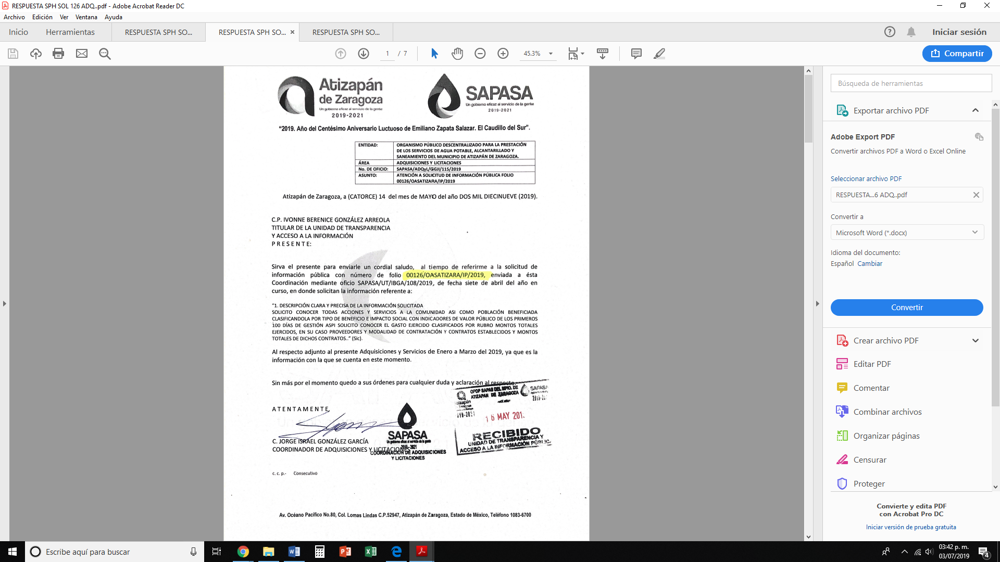 RESPUESTA SPH SOL 126 ADQ..pdf - Adobe Acrobat Reader DC
Archivo Edición Ver Ventana Ayuda
Inicio Herramientas RESPUESTA SPH SO... RESPUESTA SPH SO... RESPUESTA SPH SO... Iniciar sesión
1 / 7 45.3% Compartir
Atizapán
de Zaragoza
Un gobierno eficaz al servicio de la gente
2019-2021
SAPASA
Un gobierno eficaz al servicio de la gente
2019-2021
“2019. Año del Centésimo Aniversario Luctuoso de Emiliano Zapata Salazar. El Caudillo del Sur”.
ENTIDAD: ORGANISMO PÚBLICO DESCENTRALIZADO PARA LA PRESTACIÓN
DE LOS SERVICIOS DE AGUA POTABLE, ALCANTARILLADO Y
SANEAMIENTO DEL MUNICIPIO DE ATIZAPÁN DE ZARAGOZA.
ÁREA ADQUISICIONES Y LICITACIONES
No. DE OFICIO: SAPASA/ADQyL/GGJI/115/2019
ASUNTO: ATENCIÓN A SOLICITUD DE INFORMACIÓN PÚBLICA FOLIO
00126/OASATIZARA/IP/2019
Atizapán de Zaragoza, a (CATORCE) 14 del mes de MAYO del año DOS MIL DIECINUEVE (2019).
C.P. IVONNE BERENICE GONZÁLEZ ARREOLA
TITULAR DE LA UNIDAD DE TRANSPARENCIA
Y ACCESO A LA INFORMACIÓN
P R E S E N T E:
Sirva el presente para enviarle un cordial saludo, al tiempo de referirme a la solicitud de
información pública con número de folio 00126/OASATIZARA/IP/2019, enviada a ésta
Coordinación mediante oficio SAPASA/UT/IBGA/108/2019, de fecha siete de abril del año en
curso, en donde solicitan la información referente a:
“1. DESCRIPCIÓN CLARA Y PRECISA DE LA INFORMACIÓN SOLICITADA
SOLICITO CONOCER TODAS ACCIONES Y SERVICIOS A LA COMUNIDAD ASI COMO POBLACIÓN BENEFICIADA
CLASIFICANDOLA POR TIPO DE BENEFICIO E IMPACTO SOCIAL CON INDICADORES DE VALOR PÚBLICO DE LOS PRIMEROS
100 DÍAS DE GESTIÓN ASPI SOLICITO CONOCER EL GASTO EJERCIDO CLASIFICADOS POR RUBRO MONTOS TOTALES
EJERCIDOS, EN SU CASO PROVEEDORES Y MODALIDAD DE CONTRATACIÓN Y CONTRATOS ESTABLECIDOS Y MONTOS
TOTALES DE DICHOS CONTRATOS..” (Sic).
Al respecto adjunto al presente Adquisiciones y Servicios de Enero a Marzo del 2019, ya que es la
información con la que se cuenta en este momento.
Sin más por el momento quedo a sus órdenes para cualquier duda y aclaración al respecto.
OPDP SAPAS DEL MPIO. DE
ATIZAPAN DE ZARAGOZA
SAPASA
16 MAY 201.
RECIBIDO
UNIDAD DE TRANSPARENCIA Y
ACCESO A LA INFORMACIÓN PÚBLIC
A T E N T A M E N T E,
SAPASA
Un gobierno eficaz al servicio de la gente
2019-2021
COORDINACION DE ADQUISICIONES
Y LICITACIONES
C. JORGE ISRAEL GONZÁLEZ GARCÍA
COORDINADOR DE ADQUISICIONES Y LICITACIONES
c. c. p.- Consecutivo
Av. Océano Pacífico No.80, Col. Lomas Lindas C.P.52947, Atizapán de Zaragoza, Estado de México, Teléfono 1083-6700
Búsqueda de herramientas
Exportar archivo PDF
Adobe Export PDF
Convertir archivos PDF a Word o Excel Online
Seleccionar archivo PDF
RESPUESTA...6 ADQ..pdf
Convertir a
Microsoft Word (*.docx)
Idioma del documento:
Español Cambiar
Convertir
Crear archivo PDF
Editar PDF
Comentar
Combinar archivos
Organizar páginas
Censurar
Proteger
Convierte y edita PDF
con Acrobat Pro DC
Iniciar versión de prueba gratuita
Escribe aquí para buscar
03:42 p. m.
03/07/2019
4